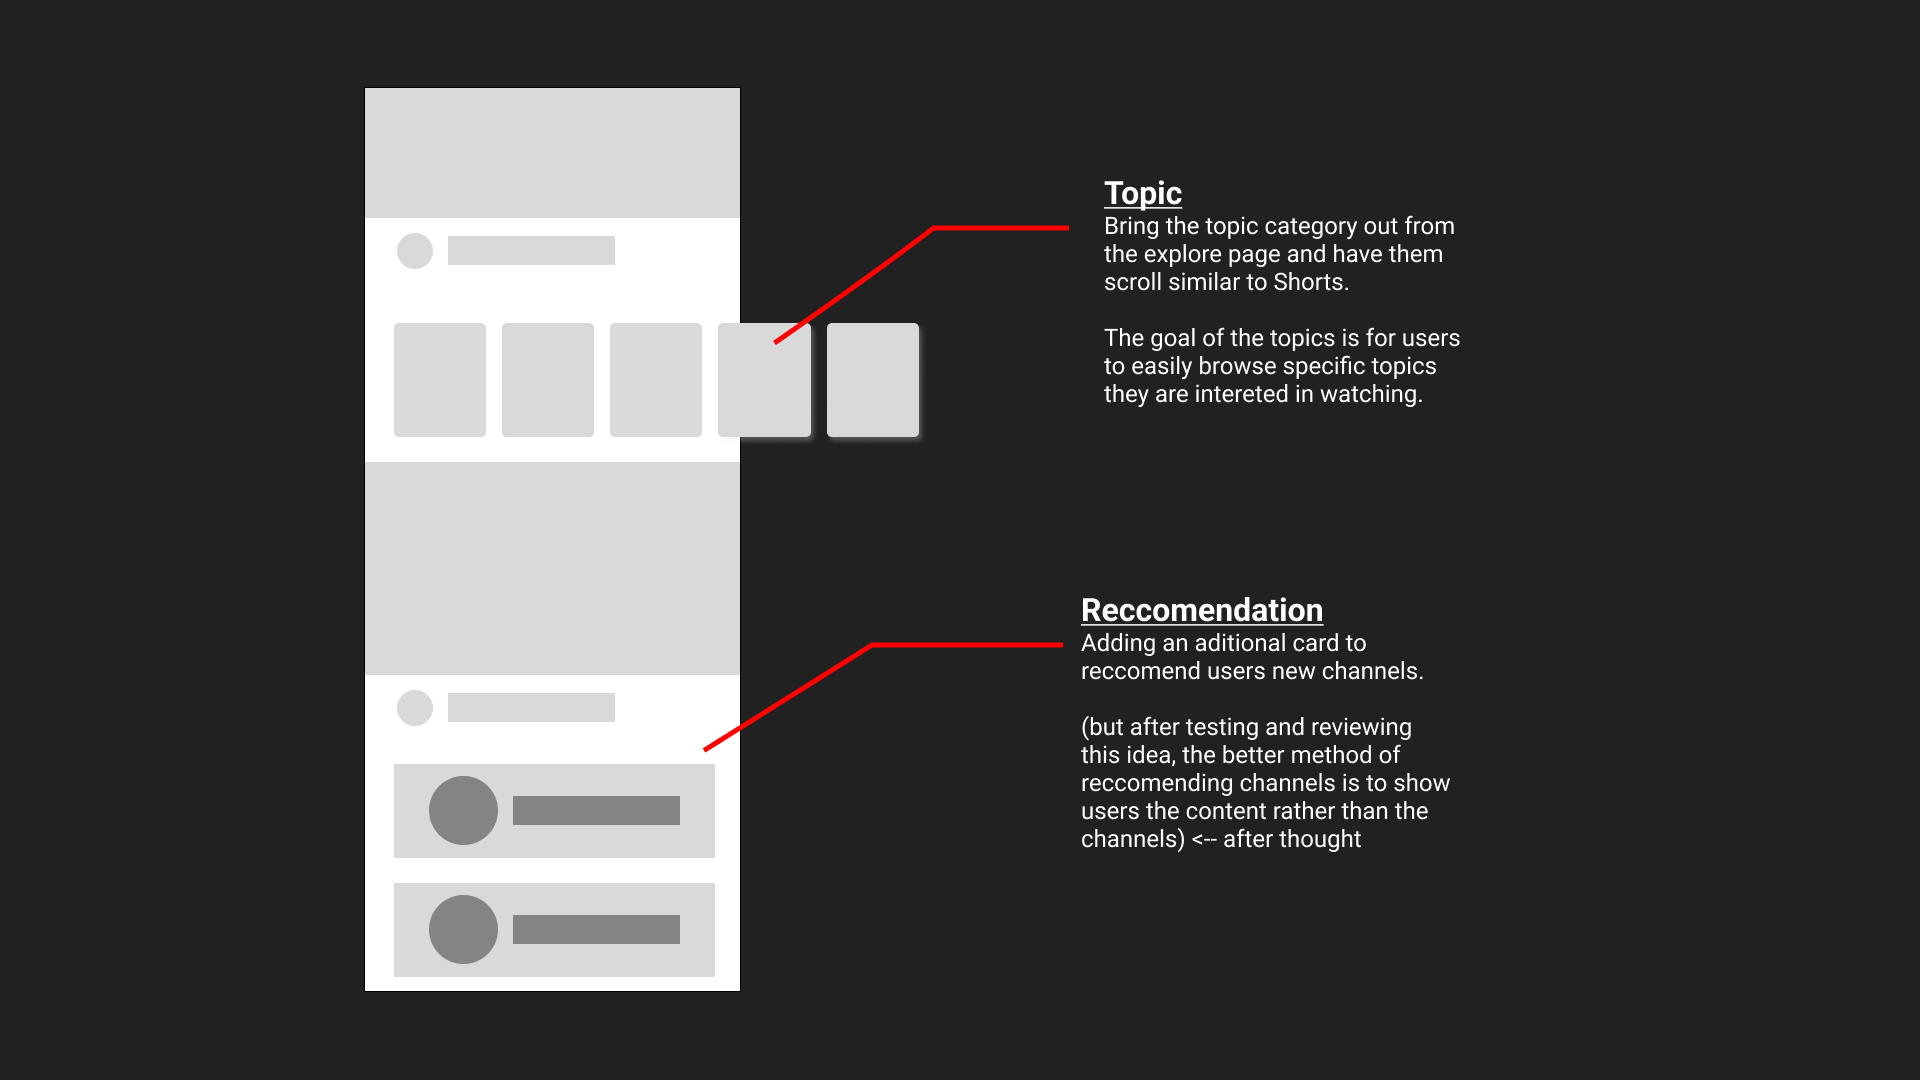 Topic
Bring the topic category out from
the explore page and have them
scroll similar to Shorts.
The goal of the topics is for users
to easily browse specific topics
they are intereted in watching.
Reccomendation
Adding an aditional card to
reccomend users new channels.
(but after testing and reviewing
this idea, the better method of
reccomending channels is to show
users the content rather than the
channels) <-- after thought